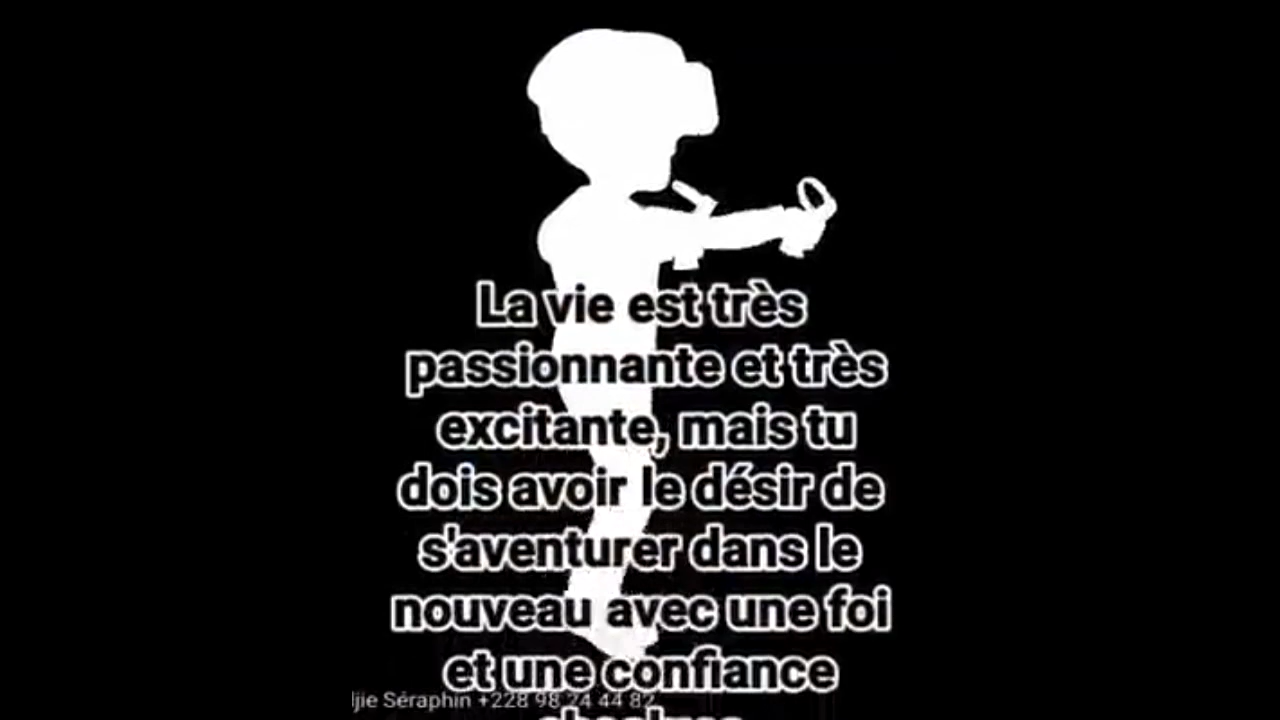 La vie est très
passionnante et très
excitante, mais tu
dois avoir le désir de
s'aventurer dans le
nouveau avec une foi
et une confiance
jie Séraphin +228 98 24 44 82